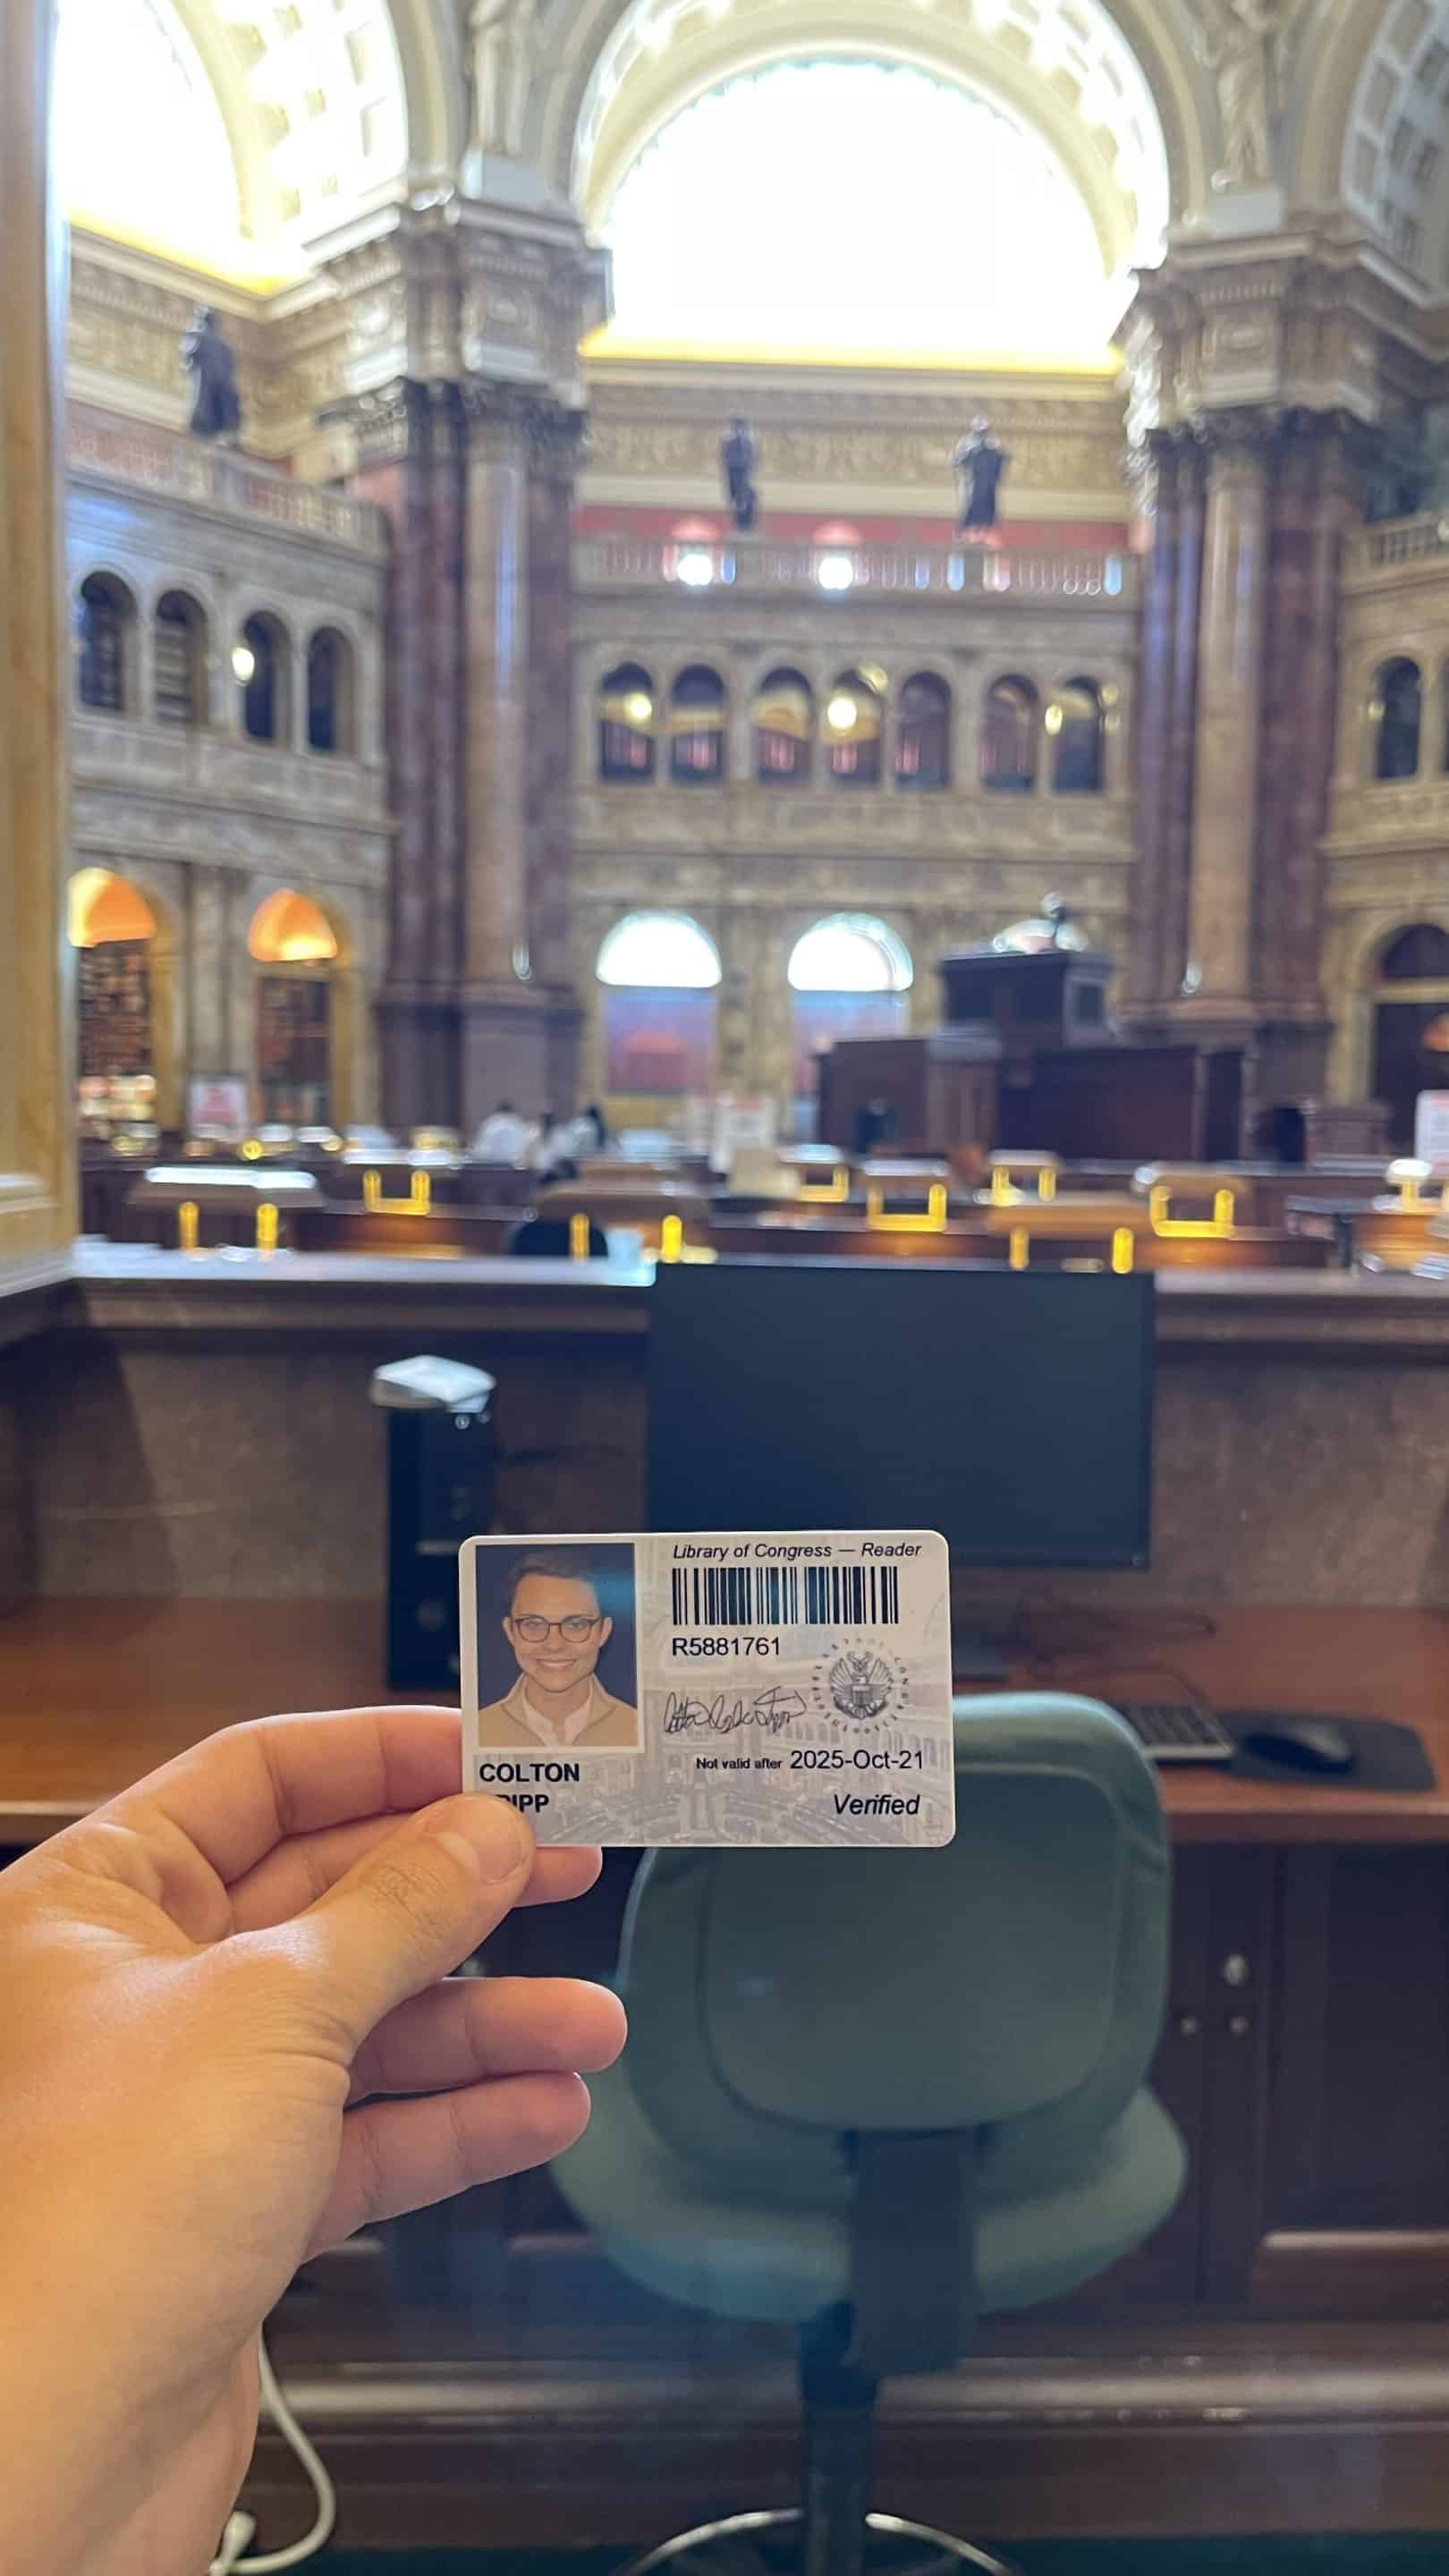 Library of Congress — Reader
R5881761
Not valid after 2025-Oct-21
COLTON
Verified